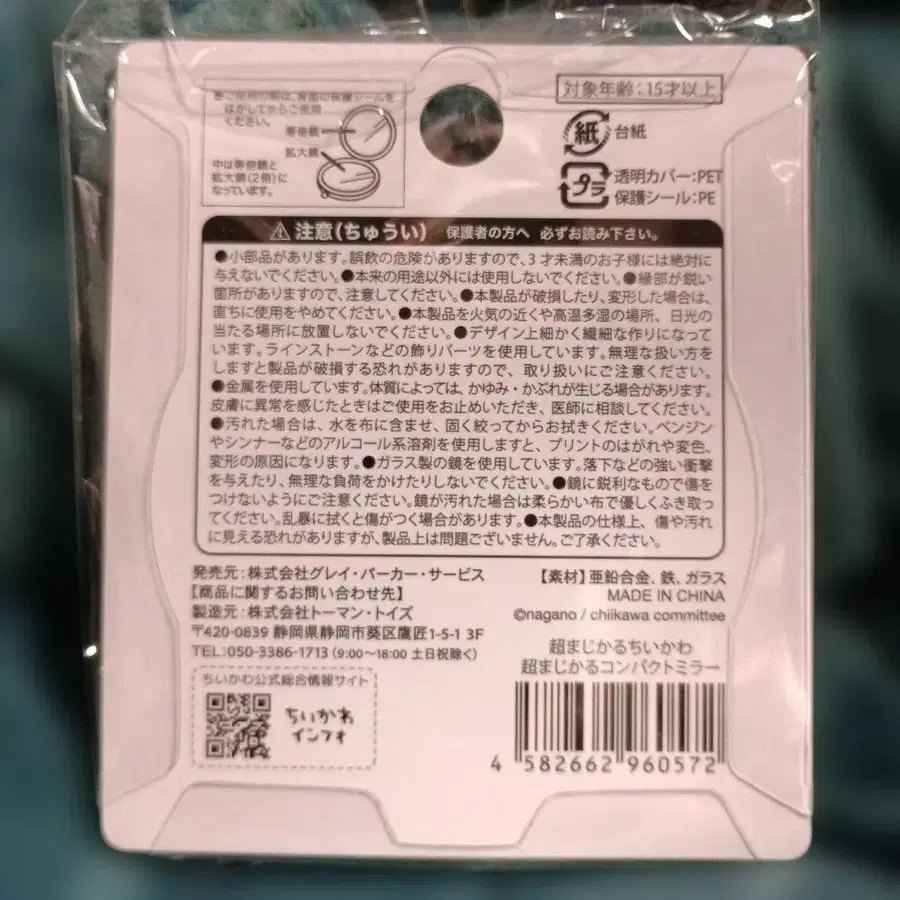 ご使用の際は、背面の保護シールを
はがしてからご使用
ください。
等倍鏡
拡大鏡
中は等倍鏡と
拡大鏡(2倍)に
なっています。
対象年齢:15才以上
紙 台紙
プラ 透明カバー:PET
保護シール:PE
⚠ 注意(ちゅうい) 保護者の方へ 必ずお読み下さい。
●小部品があります。誤飲の危険がありますので、3才未満のお子様には絶対に
与えないでください。●本来の用途以外には使用しないでください。●縁部が鋭い
箇所がありますので、注意してください。●本製品が破損したり、変形した場合は、
直ちに使用をやめてください。●本製品を火気の近くや高温多湿の場所、日光の
当たる場所に放置しないでください。●デザイン上細かく繊細な作りになって
います。ラインストーンなどの飾りパーツを使用しています。無理な扱い方を
しますと製品が破損する恐れがありますので、取り扱いにご注意ください。
●金属を使用しています。体質によっては、かゆみ・かぶれが生じる場合があります。
皮膚に異常を感じたときはご使用をお止めいただき、医師に相談してください。
●汚れた場合は、水を布に含ませ、固く絞ってからお拭きください。ベンジン
やシンナーなどのアルコール系溶剤を使用しますと、プリントのはがれや変色、
変形の原因になります。●ガラス製の鏡を使用しています。落下などの強い衝撃
を与えたり、無理な負荷をかけたりしないでください。●鏡に鋭利なもので傷を
つけないようにご注意ください。鏡が汚れた場合は柔らかい布で優しくふき取っ
てください。乱暴に拭くと傷がつく場合があります。●本製品の仕様上、傷や汚れ
に見える恐れがありますが、製品上は問題ございません。ご了承ください。
発売元:株式会社グレイ・パーカー・サービス
【商品に関するお問い合わせ先】
製造元:株式会社トーマン・トイズ
〒420-0839 静岡県静岡市葵区鷹匠1-5-1 3F
TEL:050-3386-1713 (9:00〜18:00 土日祝除く)
【素材】亜鉛合金、鉄、ガラス
MADE IN CHINA
©nagano / chiikawa committee
超まじかるちいかわ
超まじかるコンパクトミラー
ちいかわ公式総合情報サイト
ちいかわ
インフォ
4 582662 960572